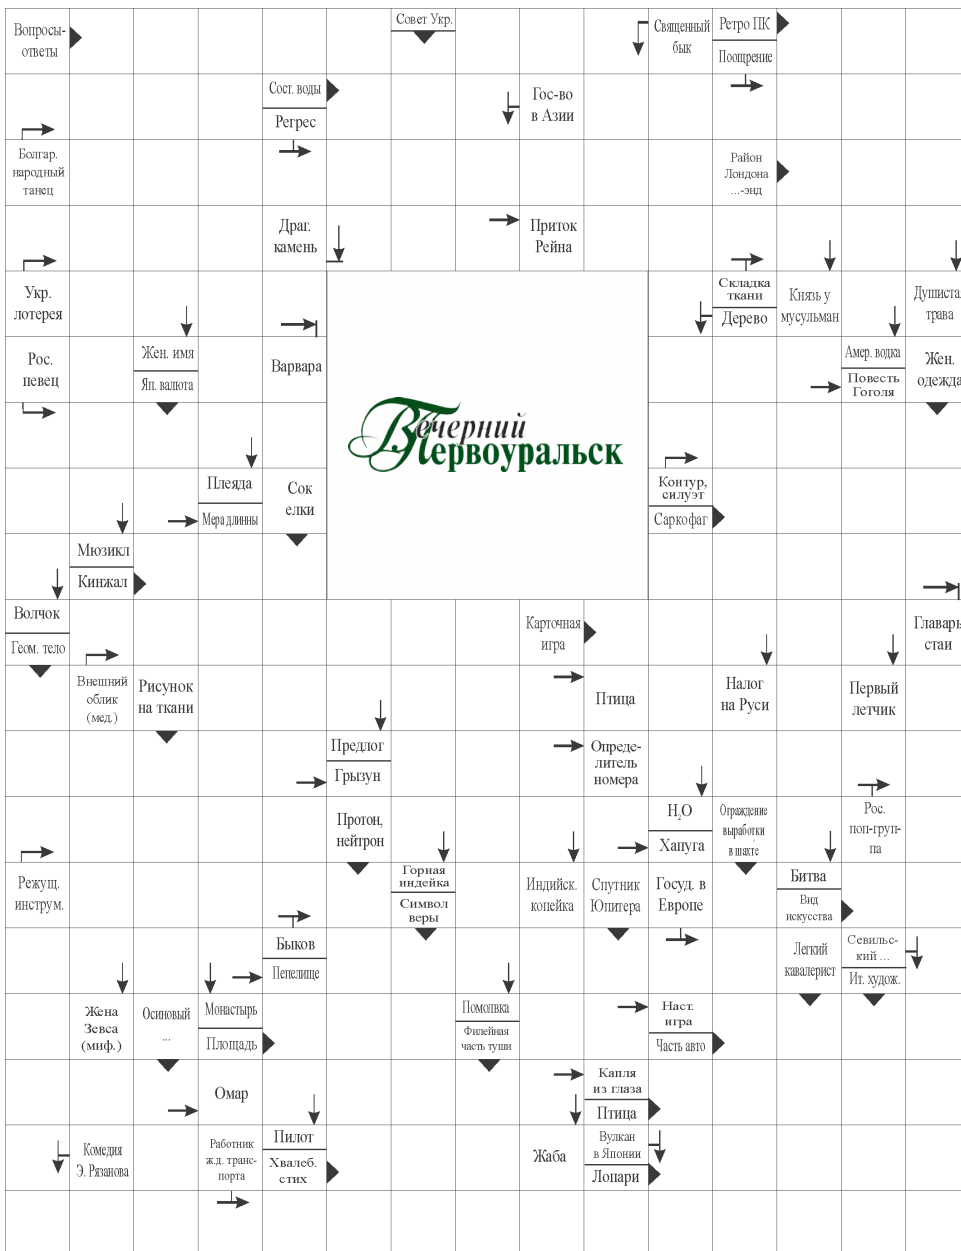 Вопросы-
ответы
Совет Укр.
Священный
бык
Ретро ПК
Поощрение
Сост. воды
Регрес
Гос-во
в Азии
Болгар.
народный
танец
Район
Лондона
...-энд
Драг.
камень
Приток
Рейна
Укр.
лотерея
Складка
ткани
Дерево
Князь у
мусульман
Душиста
трава
Рос.
певец
Жен. имя
Яп. валюта
Варвара
Амер. водка
Повесть
Гоголя
Жен.
одежда
Вечерний
Первоуральск
Плеяда
Мера длинны
Сок
елки
Контур,
силуэт
Саркофаг
Мюзикл
Кинжал
Волчок
Геом. тело
Карточная
игра
Главарь
стаи
Внешний
облик
(мед.)
Рисунок
на ткани
Птица
Налог
на Руси
Первый
летчик
Предлог
Грызун
Опреде-
литель
номера
Протон,
нейтрон
H2O
Хапуга
Ограждение
выработки
в шахте
Рос.
поп-груп-
па
Режущ.
инструм.
Горная
индейка
Символ
веры
Индийск.
копейка
Спутник
Юпитера
Госуд. в
Европе
Битва
Вид
искусства
Быков
Пепелище
Легкий
кавалерист
Севильс-
кий ...
Ит. худож.
Жена
Зевса
(миф.)
Осиновый
...
Монастырь
Площадь
Помолвка
Филейная
часть туши
Наст.
игра
Часть авто
Омар
Капля
из глаза
Птица
Комедия
Э. Рязанова
Работник
ж.д. транс-
порта
Пилот
Хвалеб.
стих
Жаба
Вулкан
в Японии
Лопари